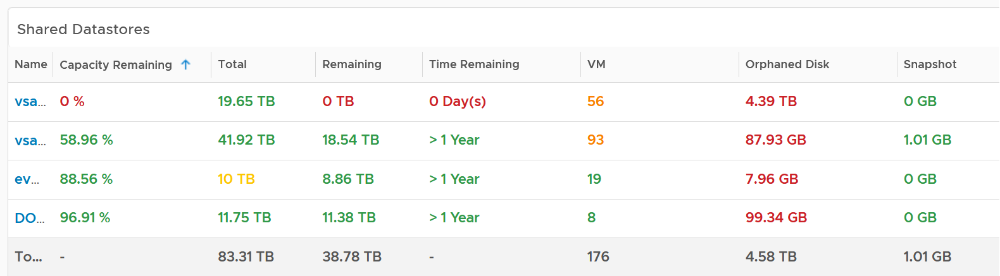 Shared Datastores
Name Capacity Remaining Total Remaining Time Remaining VM Orphaned Disk Snapshot
vsa... 0 % 19.65 TB 0 TB 0 Day(s) 56 4.39 TB 0 GB
vsa... 58.96 % 41.92 TB 18.54 TB > 1 Year 93 87.93 GB 1.01 GB
ev... 88.56 % 10 TB 8.86 TB > 1 Year 19 7.96 GB 0 GB
DO... 96.91 % 11.75 TB 11.38 TB > 1 Year 8 99.34 GB 0 GB
To... - 83.31 TB 38.78 TB - 176 4.58 TB 1.01 GB